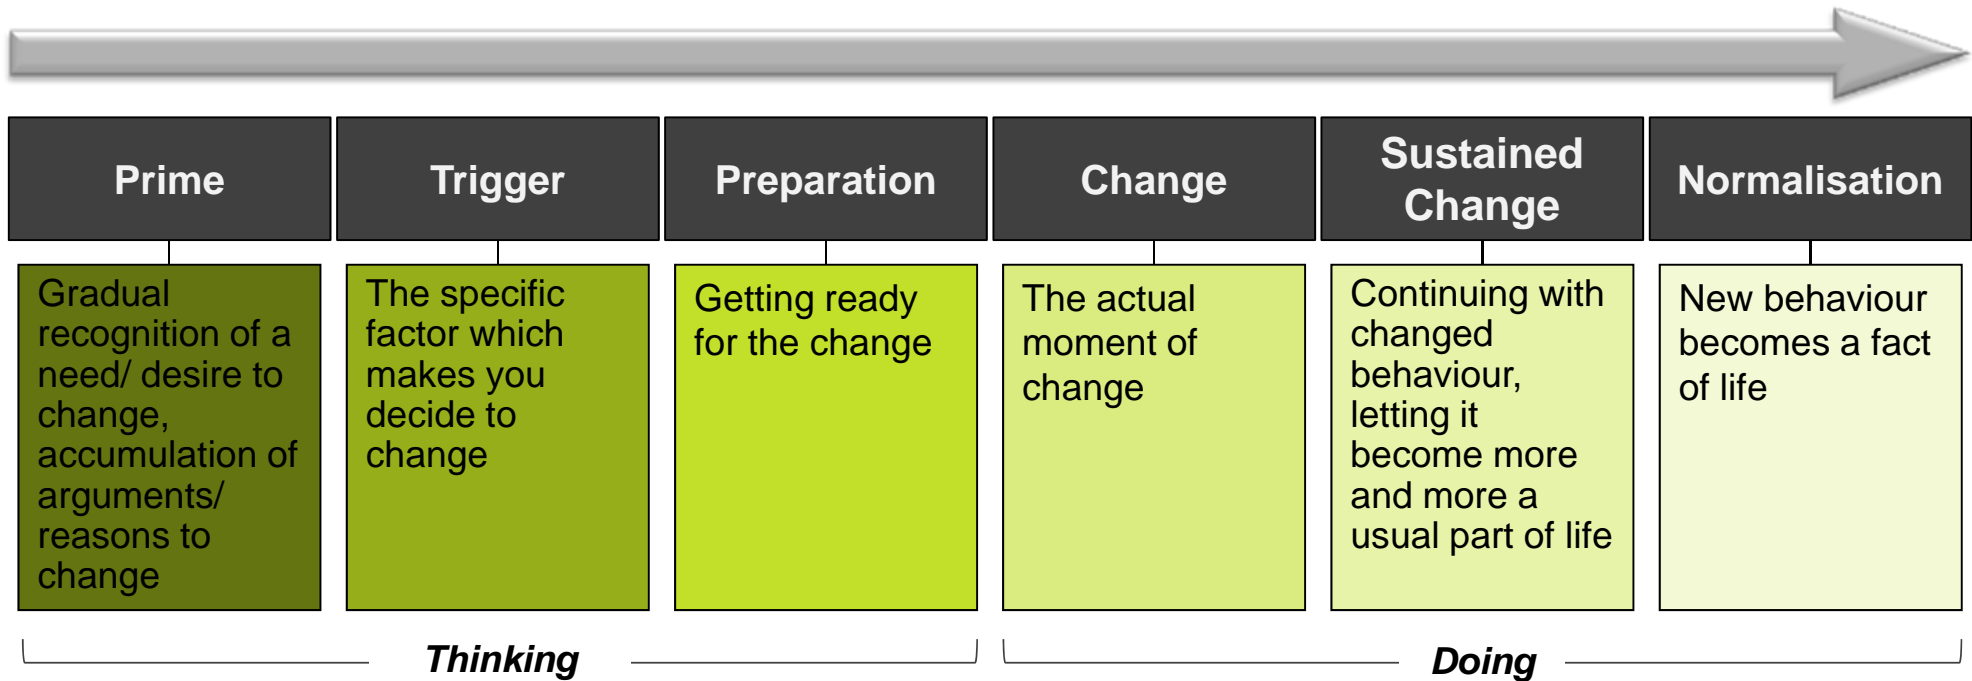 Prime
Trigger
Preparation
Change
Sustained
Change
Normalisation
Gradual
recognition of a
need/ desire to
change,
accumulation of
arguments/
reasons to
change
The specific
factor which
makes you
decide to
change
Getting ready
for the change
The actual
moment of
change
Continuing with
changed
behaviour,
letting it
become more
and more a
usual part of life
New behaviour
becomes a fact
of life
Thinking
Doing